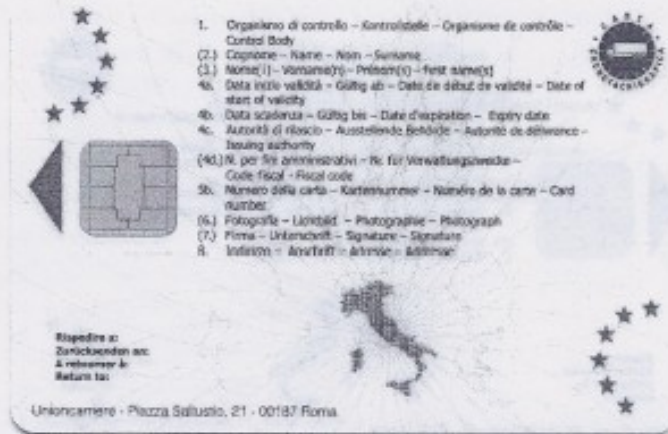 1. Organismo di controllo – Kontrollstelle – Organisme de contrôle –
Control Body
(2.) Cognome – Name – Nom – Surname
(3.) Nome(i) – Vorname(n) – Prénom(s) – First name(s)
4a. Data inizio validità – Gültig ab – Date de début de validité – Date of
start of validity
4b. Data scadenza – Gültig bis – Date d'expiration – Expiry date
4c. Autorità di rilascio – Ausstellende Behörde – Autorité de délivrance –
Issuing authority
(4d.) N. per fini amministrativi – Nr. für Verwaltungszwecke –
Code fiscal - Fiscal code
5b. Numero della carta – Kartennummer – Numéro de la carte – Card
number
(6.) Fotografia – Lichtbild – Photographie – Photograph
(7.) Firma – Unterschrift – Signature – Signature
8. Indirizzo – Anschrift – Adresse – Addresse
CARTA
Rispedire a:
Zurücksenden an:
A retourner à:
Return to:
Unioncamere - Piazza Sallustio, 21 - 00187 Roma